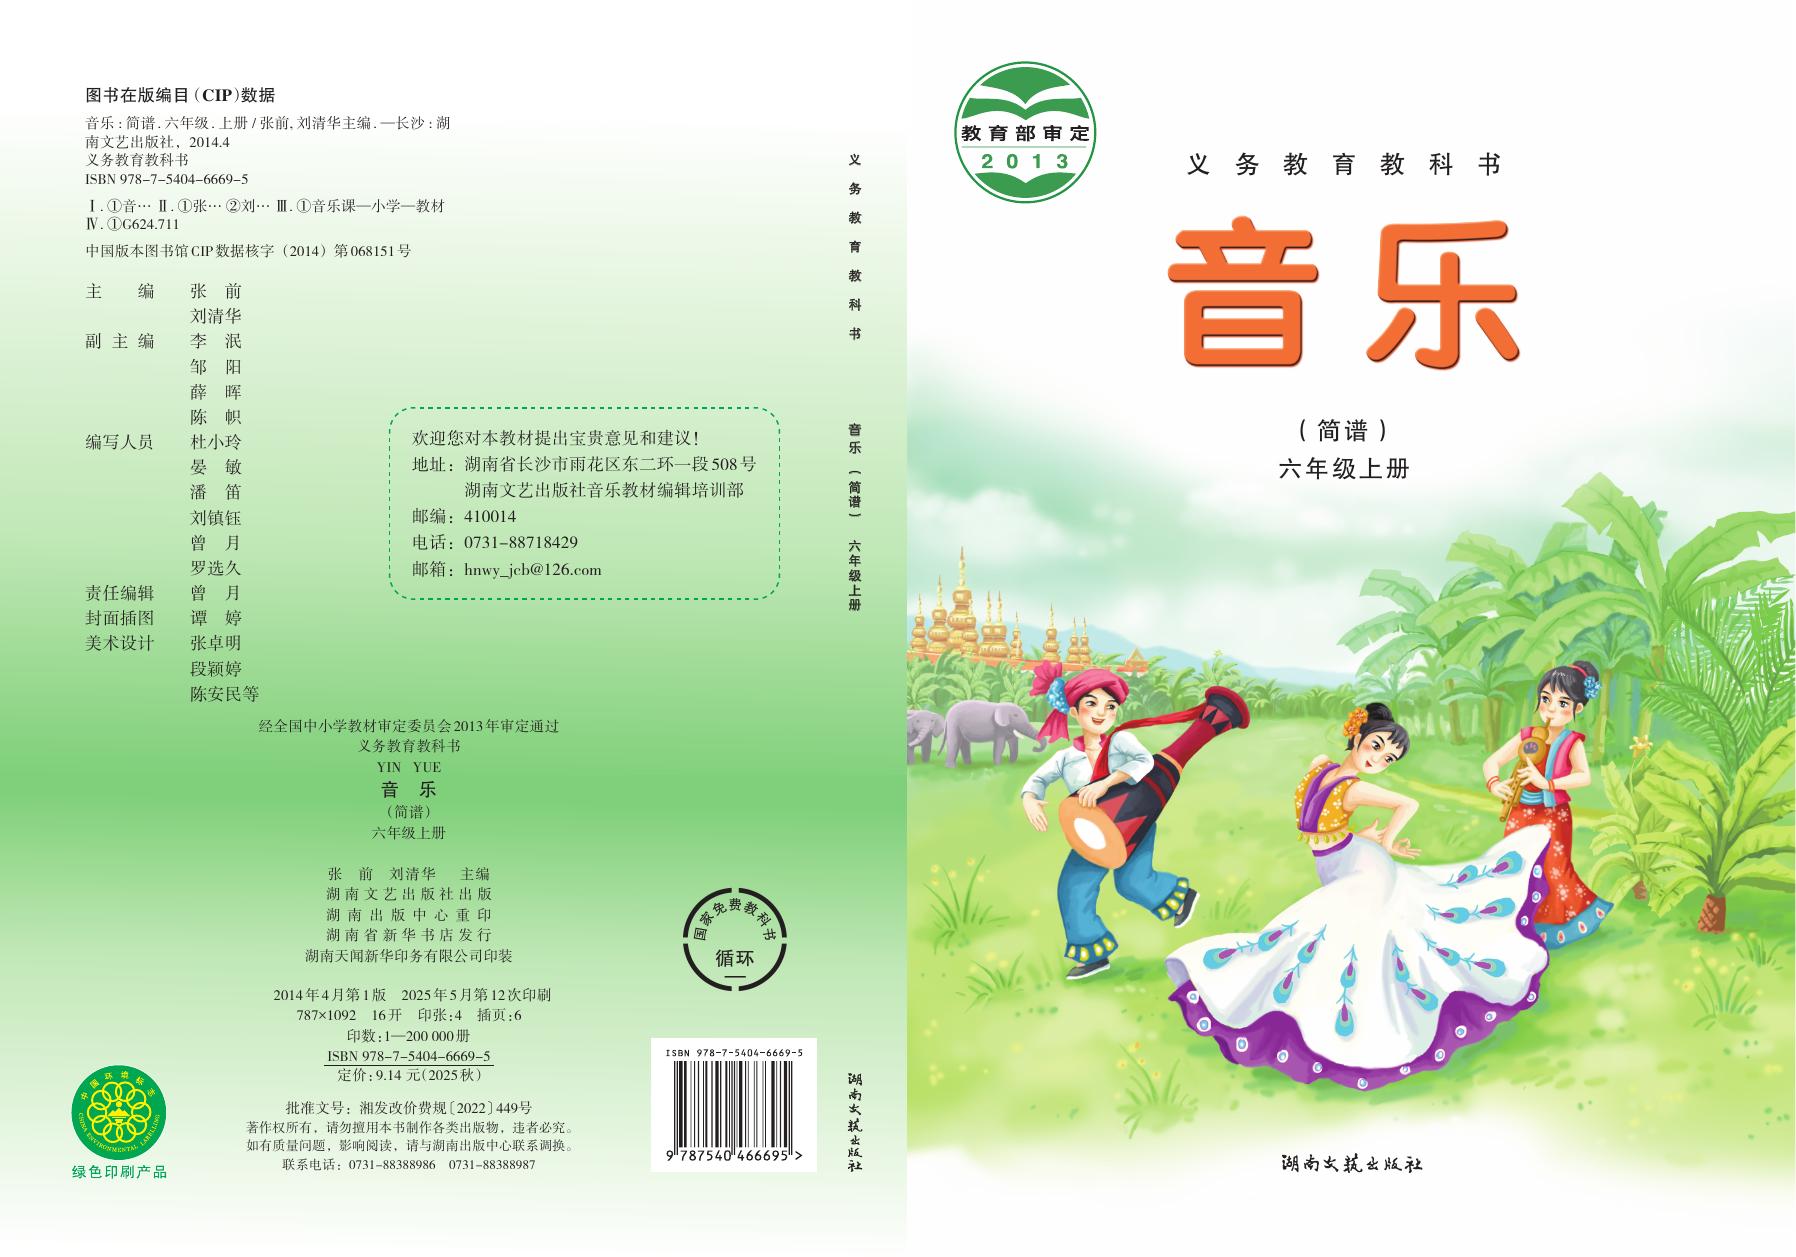 图书在版编目（CIP）数据
音乐：简谱．六年级．上册 / 张前，刘清华主编．—长沙：湖
南文艺出版社，2014.4
义务教育教科书
ISBN 978-7-5404-6669-5
Ⅰ．①音… Ⅱ．①张… ②刘… Ⅲ．①音乐课—小学—教材
Ⅳ．①G624.711
中国版本图书馆CIP数据核字（2014）第068151号
主　编　张　前
刘清华
副 主 编　李　泯
邹　阳
薛　晖
陈　帜
编写人员　杜小玲
晏　敏
潘　笛
刘镇钰
曾　月
罗选久
责任编辑　曾　月
封面插图　谭　婷
美术设计　张卓明
段颖婷
陈安民等
欢迎您对本教材提出宝贵意见和建议！
地址：湖南省长沙市雨花区东二环一段508号
湖南文艺出版社音乐教材编辑培训部
邮编：410014
电话：0731-88718429
邮箱：hnwy_jcb@126.com
经全国中小学教材审定委员会2013年审定通过
义务教育教科书
YIN YUE
音 乐
（简谱）
六年级上册
张　前　刘清华　主编
湖南文艺出版社出版
湖南出版中心重印
湖南省新华书店发行
湖南天闻新华印务有限公司印装
2014年4月第1版　2025年5月第12次印刷
787×1092　16开　印张：4　插页：6
印数：1—200 000册
ISBN 978-7-5404-6669-5
定价：9.14 元（2025秋）
批准文号：湘发改价费规〔2022〕449号
著作权所有，请勿擅用本书制作各类出版物，违者必究。
如有质量问题，影响阅读，请与湖南出版中心联系调换。
联系电话：0731-88388986　0731-88388987
中国环境标志
CHINA ENVIRONMENTAL LABELLING
绿色印刷产品
国家免费教科书
循环
ISBN 978-7-5404-6669-5
9 787540 466695 >
义务教育教科书
音乐（简谱）　六年级上册
湖南文艺出版社
教育部审定
2013
义务教育教科书
音乐
（简谱）
六年级上册
湖南文艺出版社